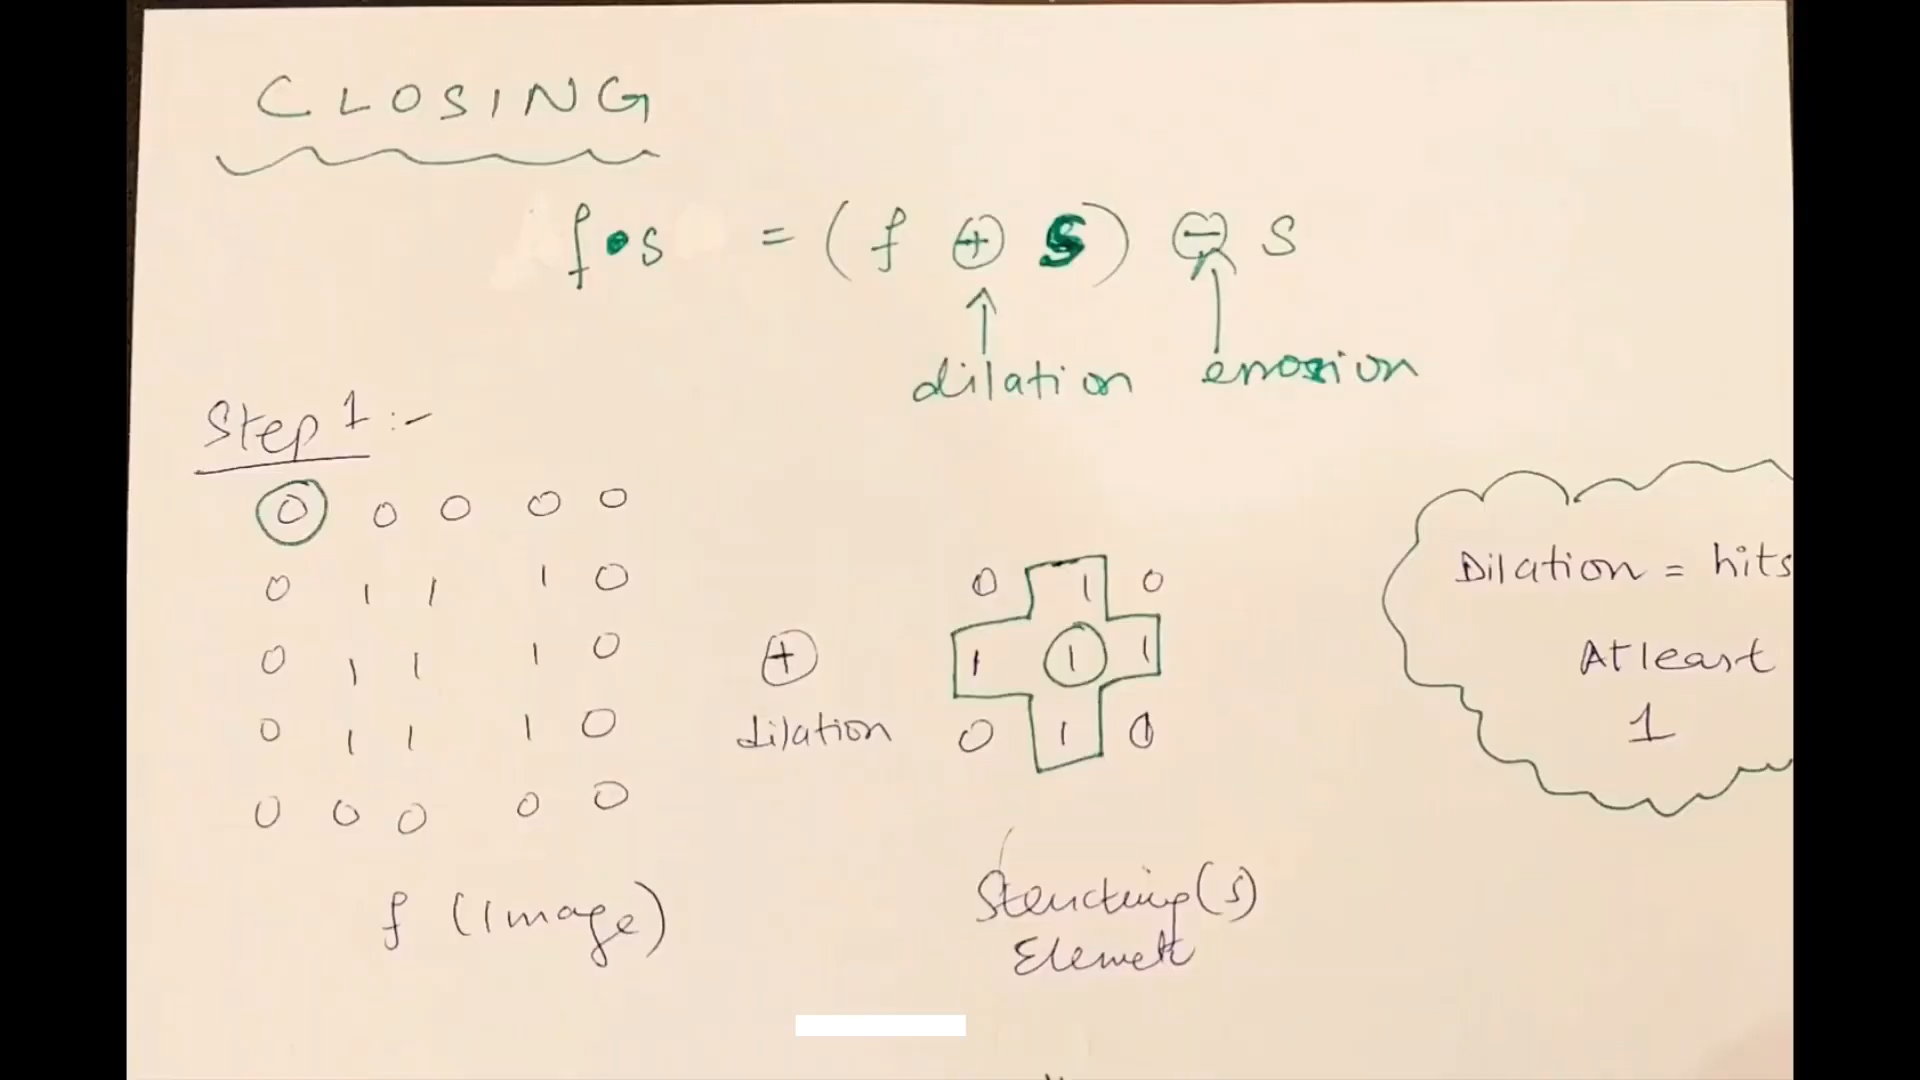 CLOSING
f • s = (f ⊕ s) ⊖ s
dilation erosion
Step 1 :-
0 0 0 0 0
0 1 1 1 0
0 1 1 1 0
0 1 1 1 0
0 0 0 0 0
f (Image)
⊕
dilation
0 1 0
1 1 1
0 1 0
Structuing(s)
Elemet
Dilation = hits
Atleast
1